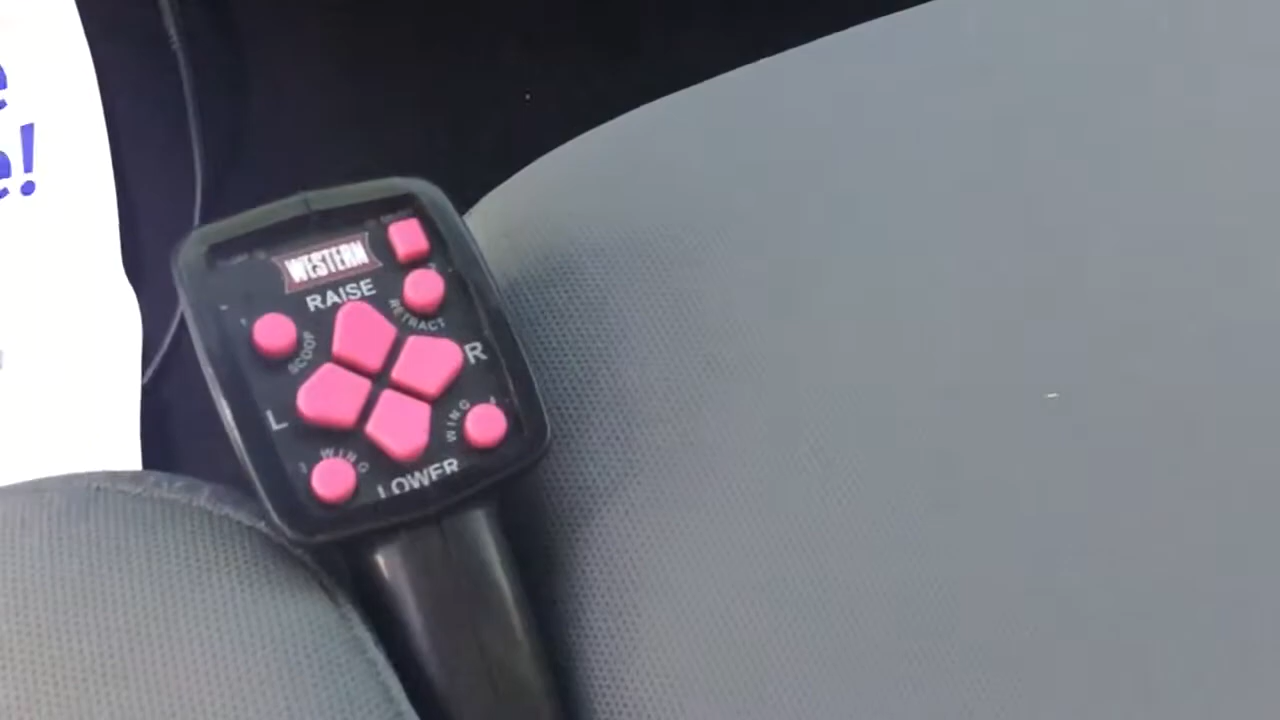 e
e!
WESTERN
RAISE
RETRACT
SCOOP
R
L
WING
WING
LOWER